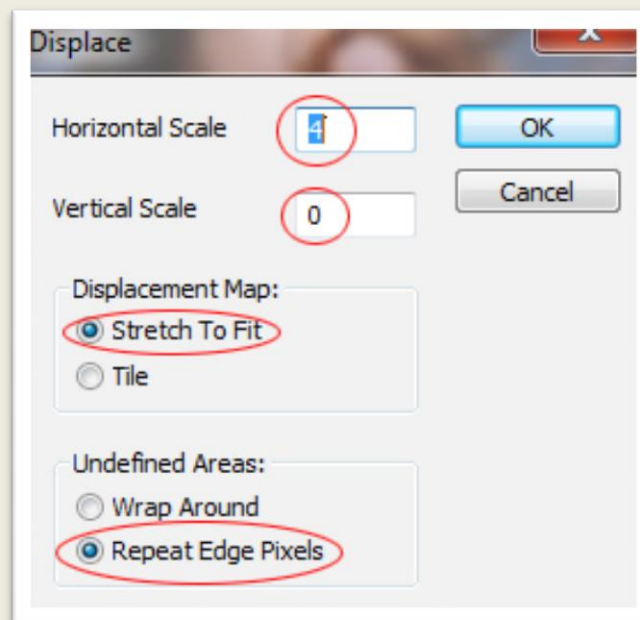 Displace
Horizontal Scale 4 OK
Vertical Scale 0 Cancel
Displacement Map:
Stretch To Fit
Tile
Undefined Areas:
Wrap Around
Repeat Edge Pixels